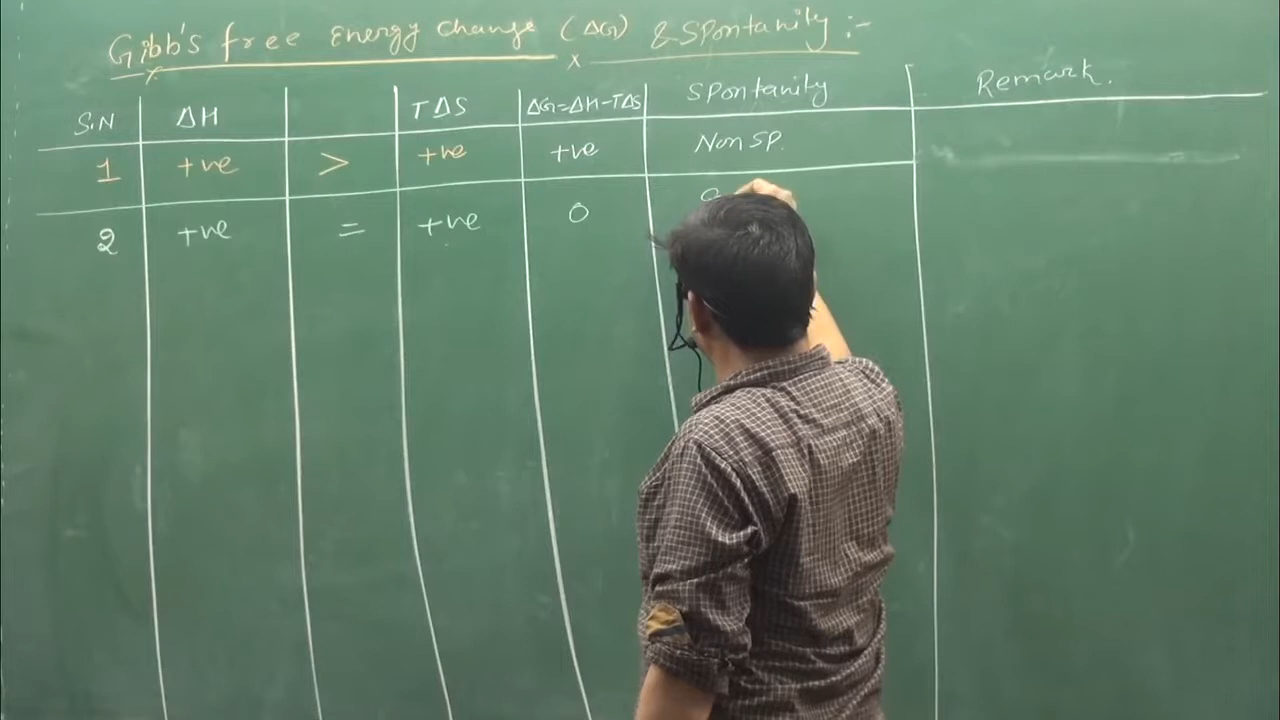 Gibb's free Energy change (ΔG) & Spontanity :-
S.N ΔH TΔS ΔG=ΔH-TΔS Spontanity Remark.
1 +ve > +ve +ve Non SP.
2 +ve = +ve 0